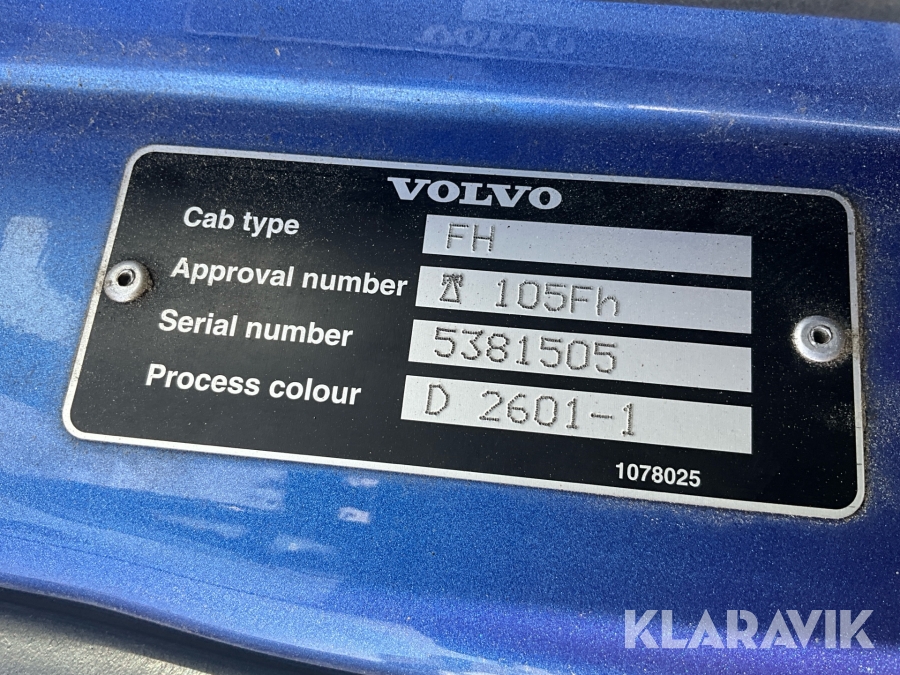 VOLVO
Cab type FH
Approval number 105Fh
Serial number 5381505
Process colour D 2601-1
1078025
KLARAVIK